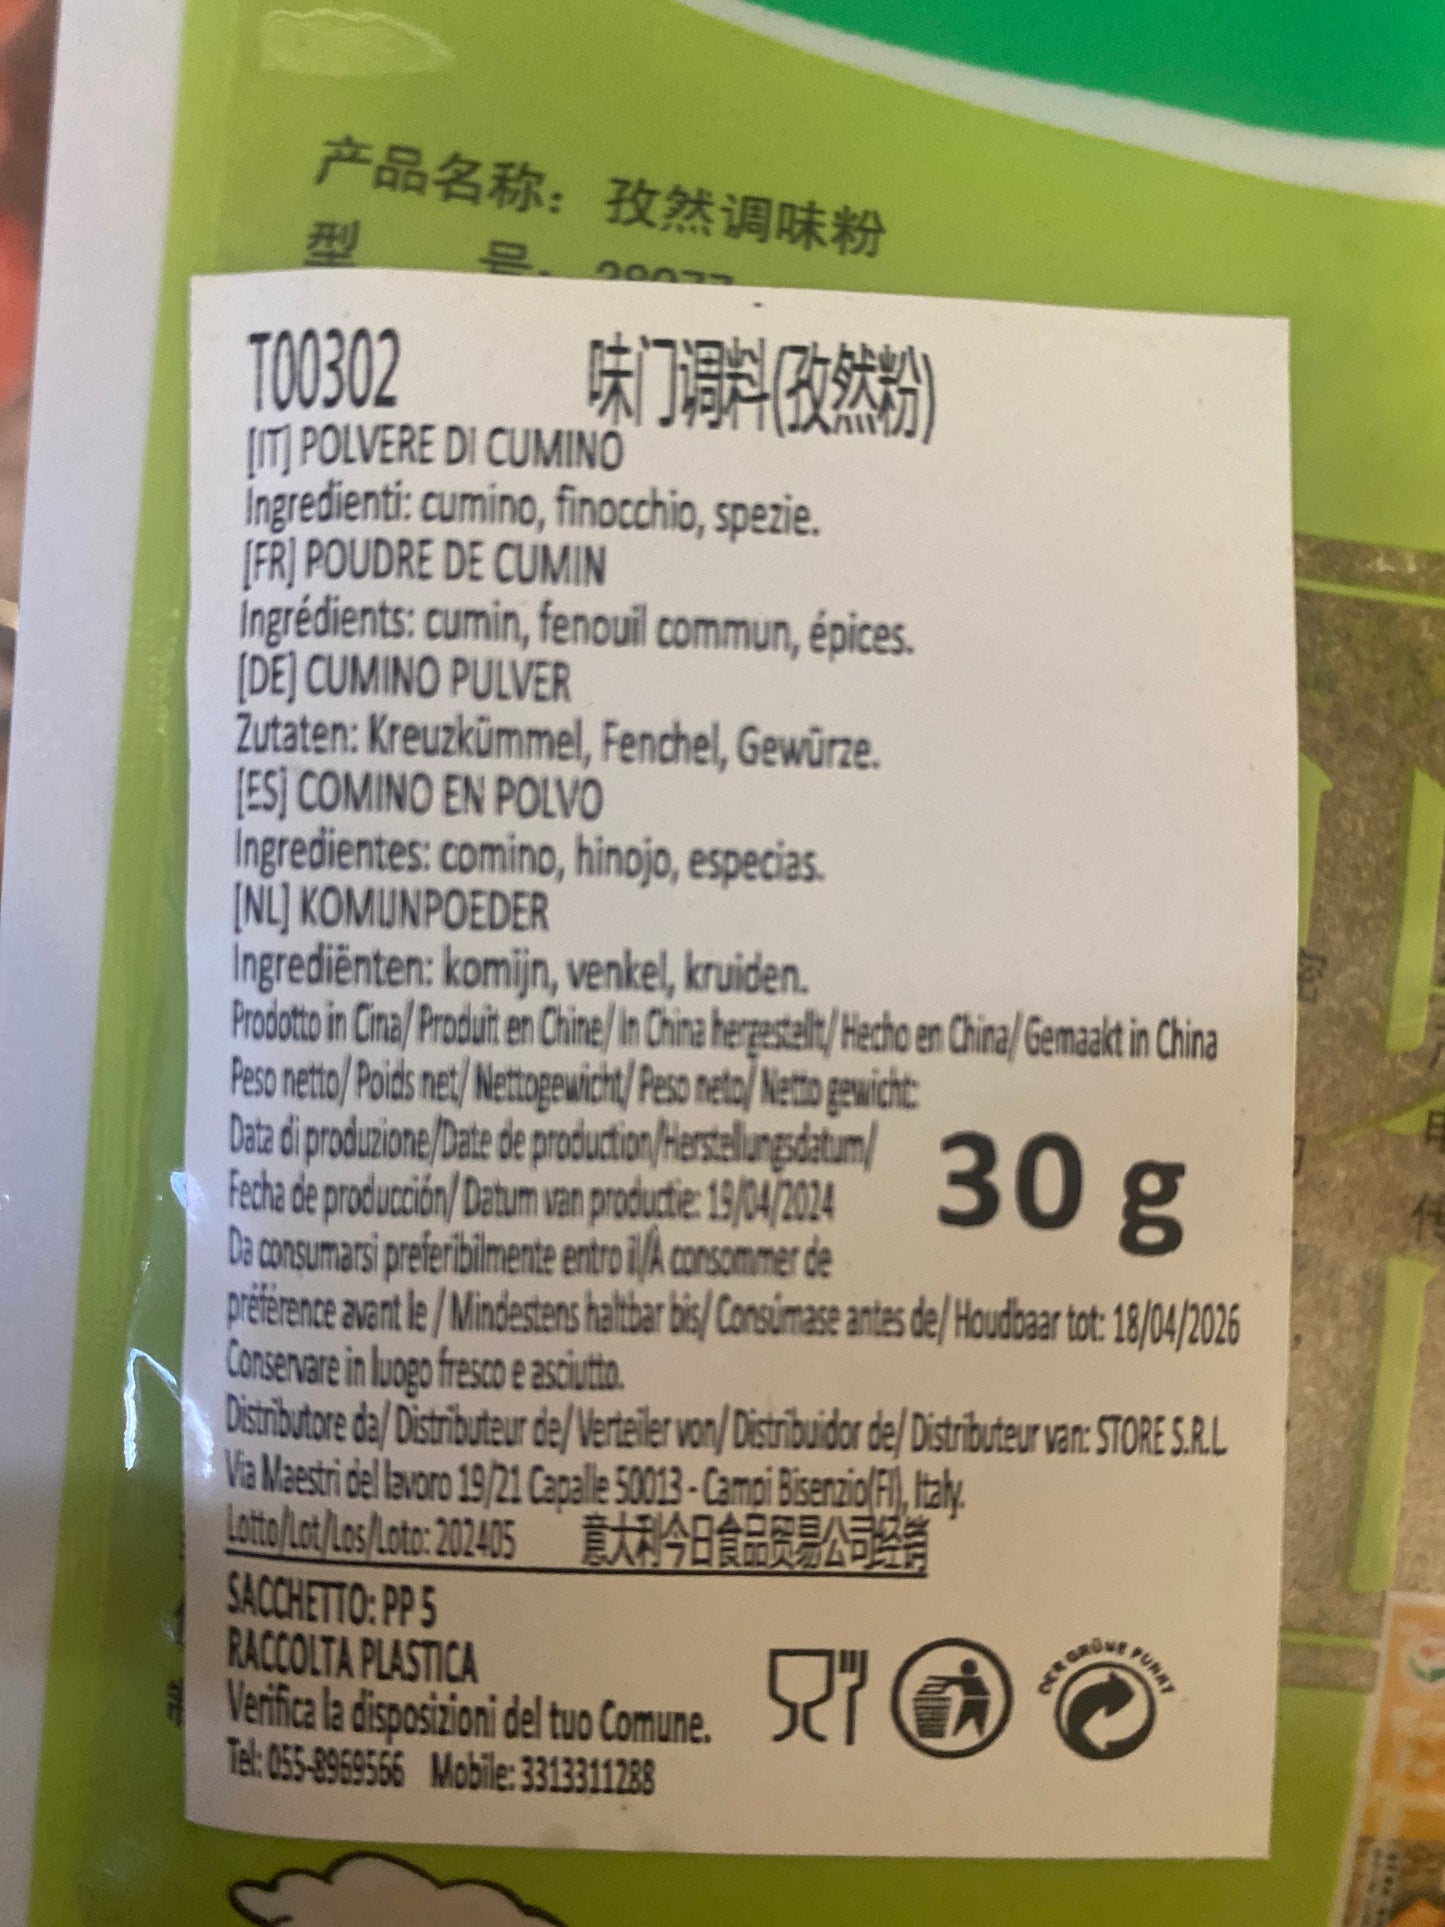 产品名称：孜然调味粉
型 号：
T00302 味门调料(孜然粉)
[IT] POLVERE DI CUMINO
Ingredienti: cumino, finocchio, spezie.
[FR] POUDRE DE CUMIN
Ingrédients: cumin, fenouil commun, épices.
[DE] CUMINO PULVER
Zutaten: Kreuzkümmel, Fenchel, Gewürze.
[ES] COMINO EN POLVO
Ingredientes: comino, hinojo, especias.
[NL] KOMIJNPOEDER
Ingrediënten: komijn, venkel, kruiden.
Prodotto in Cina/ Produit en Chine/ In China hergestellt/ Hecho en China/ Gemaakt in China
Peso netto/ Poids net/ Nettogewicht/ Peso neto/ Netto gewicht:
30 g
Data di produzione/Date de production/Herstellungsdatum/
Fecha de producción/ Datum van productie: 19/04/2024
Da consumarsi preferibilmente entro il/À consommer de
préférence avant le / Mindestens haltbar bis/ Consúmase antes de/ Houdbaar tot: 18/04/2026
Conservare in luogo fresco e asciutto.
Distributore da/ Distributeur de/ Verteiler von/ Distribuidor de/ Distributeur van: STORE S.R.L
Via Maestri del lavoro 19/21 Capalle 50013 - Campi Bisenzio(FI), Italy.
Lotto/Lot/Los/Loto: 202405 意大利今日食品贸易公司经销
SACCHETTO: PP 5
RACCOLTA PLASTICA
Verifica la disposizioni del tuo Comune.
Tel: 055-8969566 Mobile: 3313311288
DER GRÜNE PUNKT